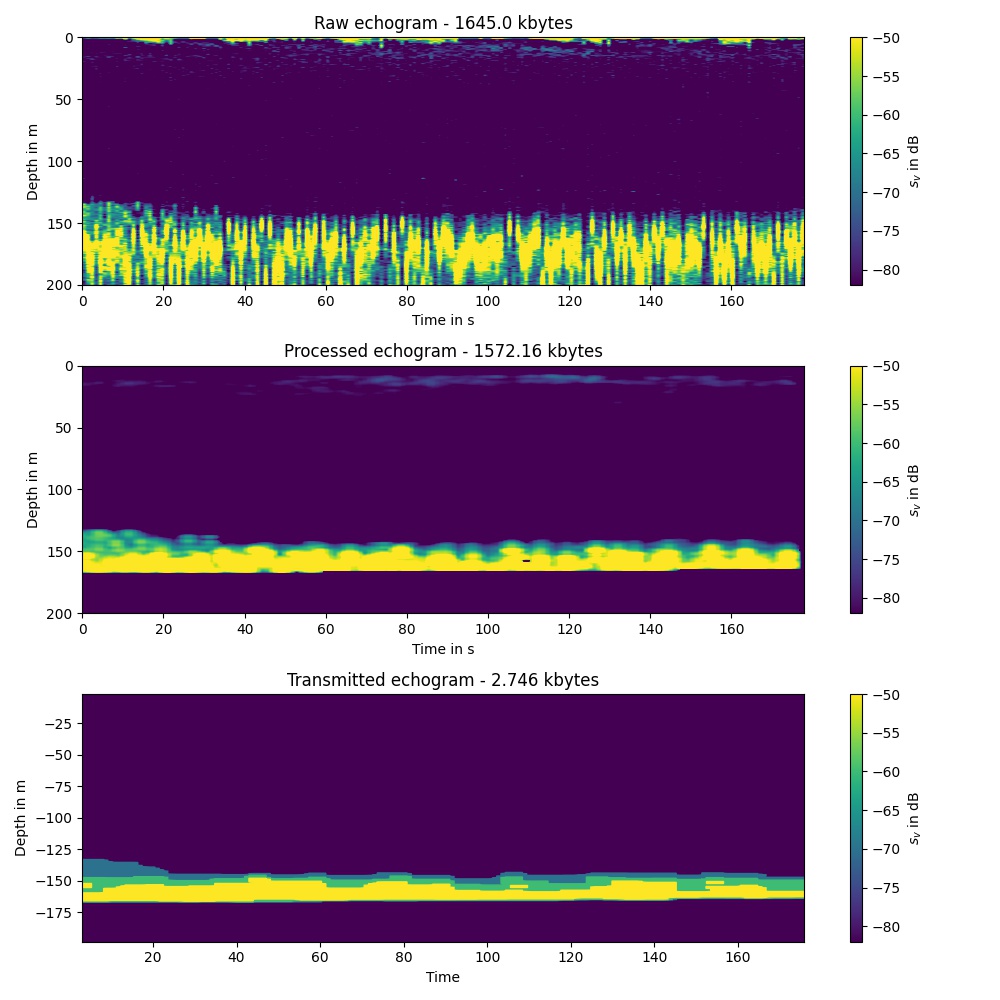 Raw echogram - 1645.0 kbytes
0
50
100
150
200
Depth in m
0 20 40 60 80 100 120 140 160
Time in s
−50
−55
−60
−65
−70
−75
−80
sᵥ in dB
Processed echogram - 1572.16 kbytes
0
50
100
150
200
Depth in m
0 20 40 60 80 100 120 140 160
Time in s
−50
−55
−60
−65
−70
−75
−80
sᵥ in dB
Transmitted echogram - 2.746 kbytes
−25
−50
−75
−100
−125
−150
−175
Depth in m
20 40 60 80 100 120 140 160
Time
−50
−55
−60
−65
−70
−75
−80
sᵥ in dB